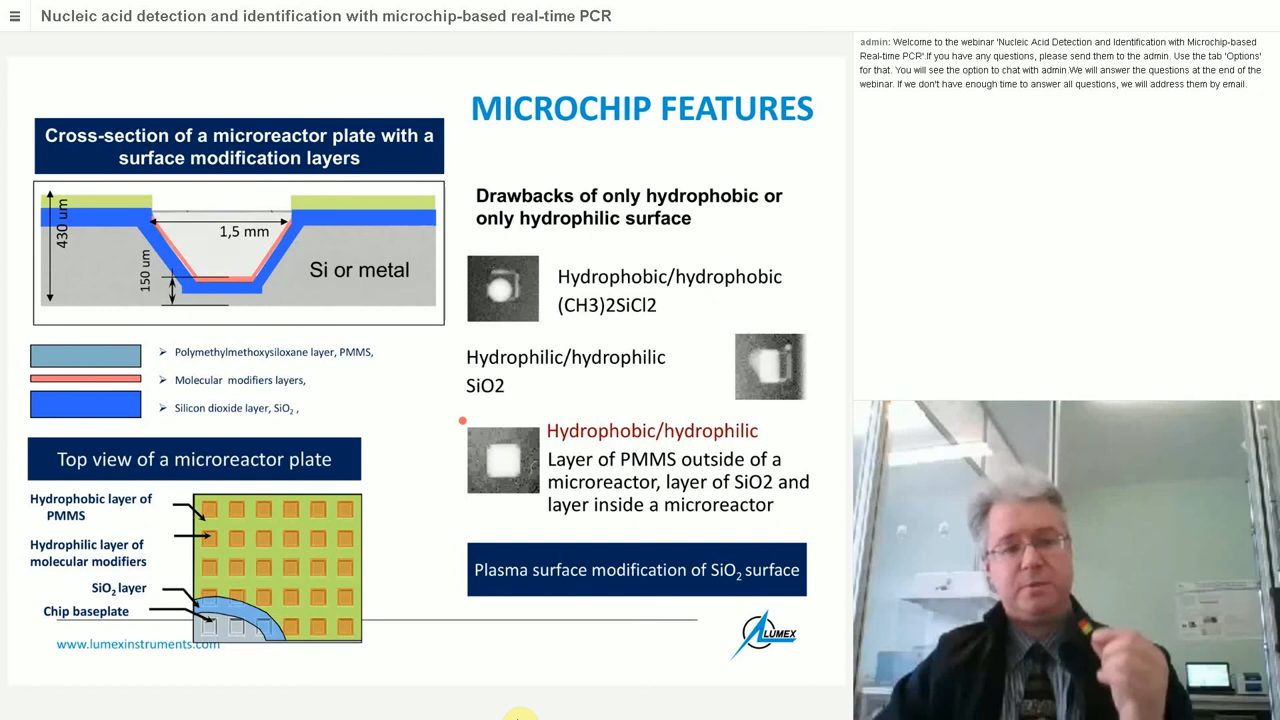 Nucleic acid detection and identification with microchip-based real-time PCR
admin: Welcome to the webinar 'Nucleic Acid Detection and Identification with Microchip-based
Real-time PCR'.If you have any questions, please send them to the admin. Use the tab 'Options'
for that. You will see the option to chat with admin.We will answer the questions at the end of the
webinar. If we don't have enough time to answer all questions, we will address them by email.
MICROCHIP FEATURES
Cross-section of a microreactor plate with a
surface modification layers
430 um
1,5 mm
150 um
Si or metal
Polymethylmethoxysiloxane layer, PMMS,
Molecular modifiers layers,
Silicon dioxide layer, SiO2 ,
Top view of a microreactor plate
Hydrophobic layer of
PMMS
Hydrophilic layer of
molecular modifiers
SiO2 layer
Chip baseplate
www.lumexinstruments.com
Drawbacks of only hydrophobic or
only hydrophilic surface
Hydrophobic/hydrophobic
(CH3)2SiCl2
Hydrophilic/hydrophilic
SiO2
Hydrophobic/hydrophilic
Layer of PMMS outside of a
microreactor, layer of SiO2 and
layer inside a microreactor
Plasma surface modification of SiO2 surface
LUMEX